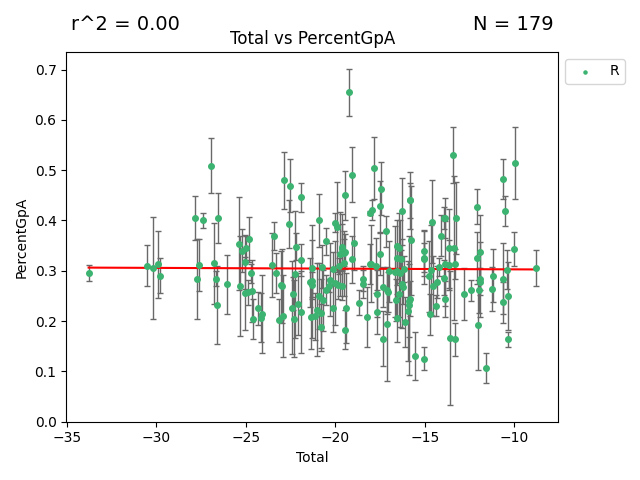 r^2 = 0.00
N = 179
Total vs PercentGpA
R
PercentGpA
0.7
0.6
0.5
0.4
0.3
0.2
0.1
0.0
−35
−30
−25
−20
−15
−10
Total